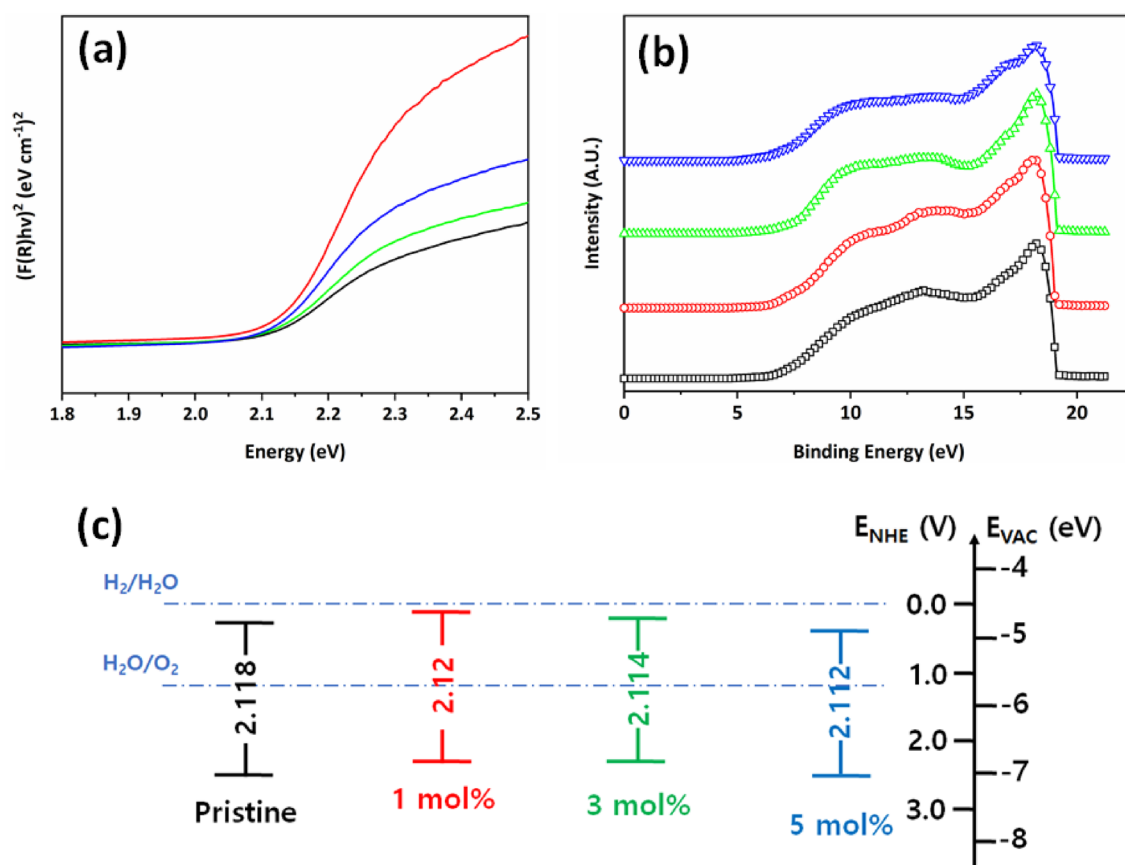 (a)
(F(R)hν)² (eV cm⁻¹)²
1.8 1.9 2.0 2.1 2.2 2.3 2.4 2.5
Energy (eV)
(b)
Intensity (A.U.)
0 5 10 15 20
Binding Energy (eV)
(c)
E_NHE (V) E_VAC (eV)
H₂/H₂O
H₂O/O₂
2.118
Pristine
2.12
1 mol%
2.114
3 mol%
2.112
5 mol%
0.0
1.0
2.0
3.0
-4
-5
-6
-7
-8